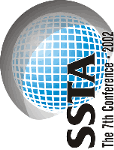 SSTA
The 7th Conference - 2002